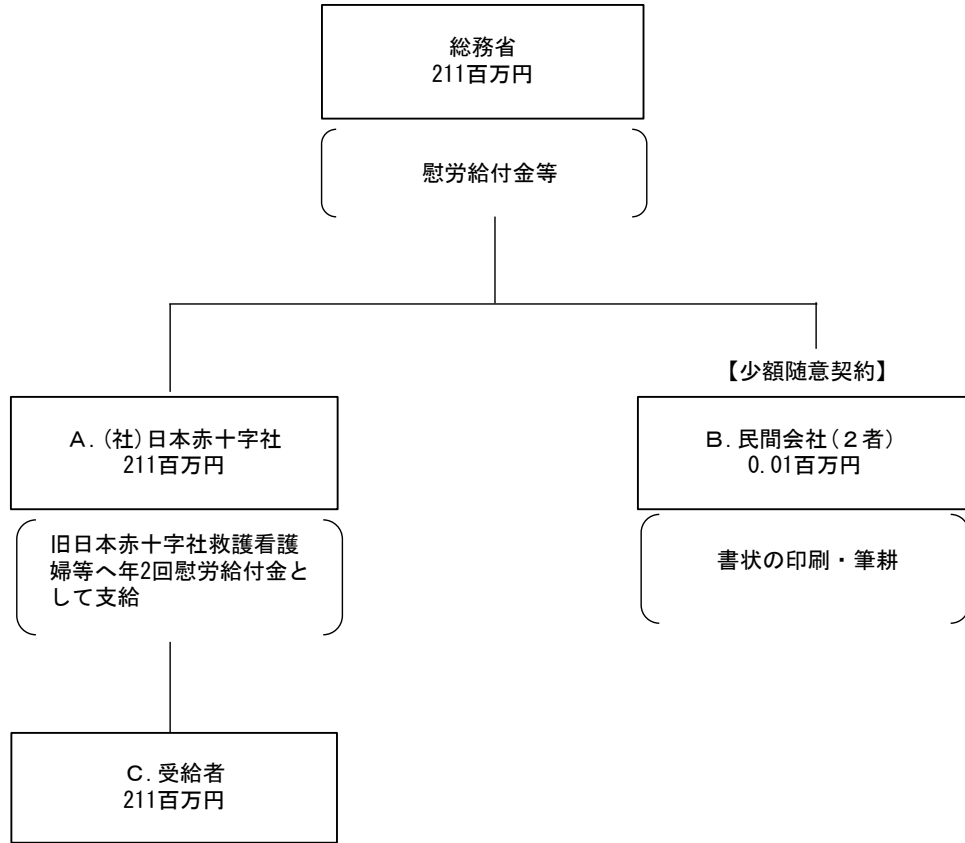 総務省
211百万円
慰労給付金等
【少額随意契約】
A.(社)日本赤十字社
211百万円
B.民間会社(2者)
0.01百万円
旧日本赤十字社救護看護
婦等へ年2回慰労給付金と
して支給
書状の印刷・筆耕
C.受給者
211百万円